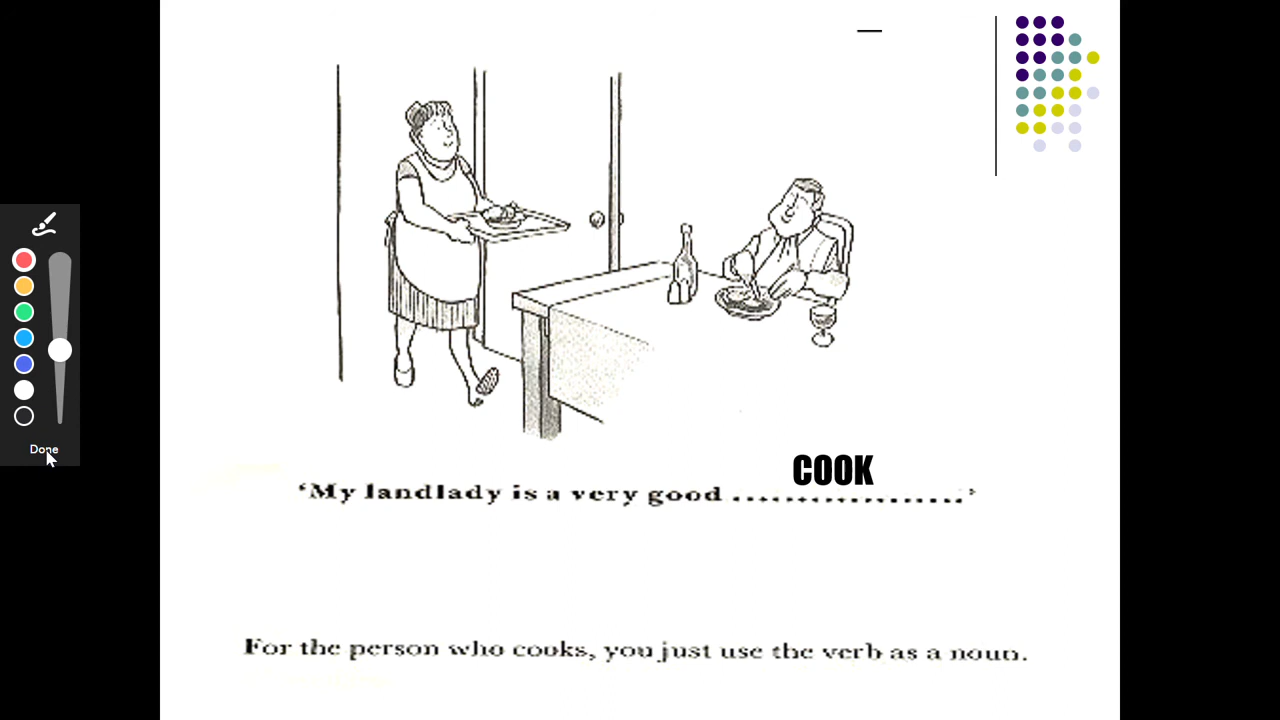 COOK
‘My landlady is a very good ..................’
For the person who cooks, you just use the verb as a noun.
Done